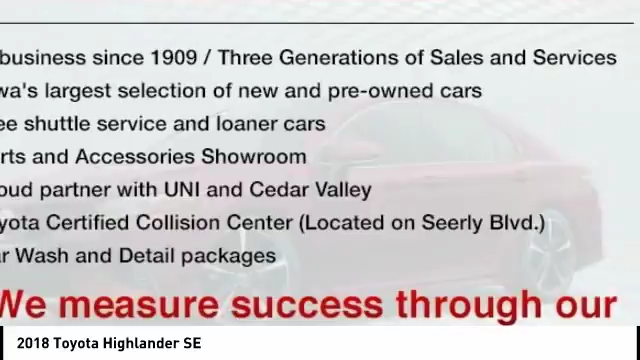 business since 1909 / Three Generations of Sales and Services
wa's largest selection of new and pre-owned cars
ee shuttle service and loaner cars
rts and Accessories Showroom
oud partner with UNI and Cedar Valley
yota Certified Collision Center (Located on Seerly Blvd.)
r Wash and Detail packages
We measure success through our
2018 Toyota Highlander SE